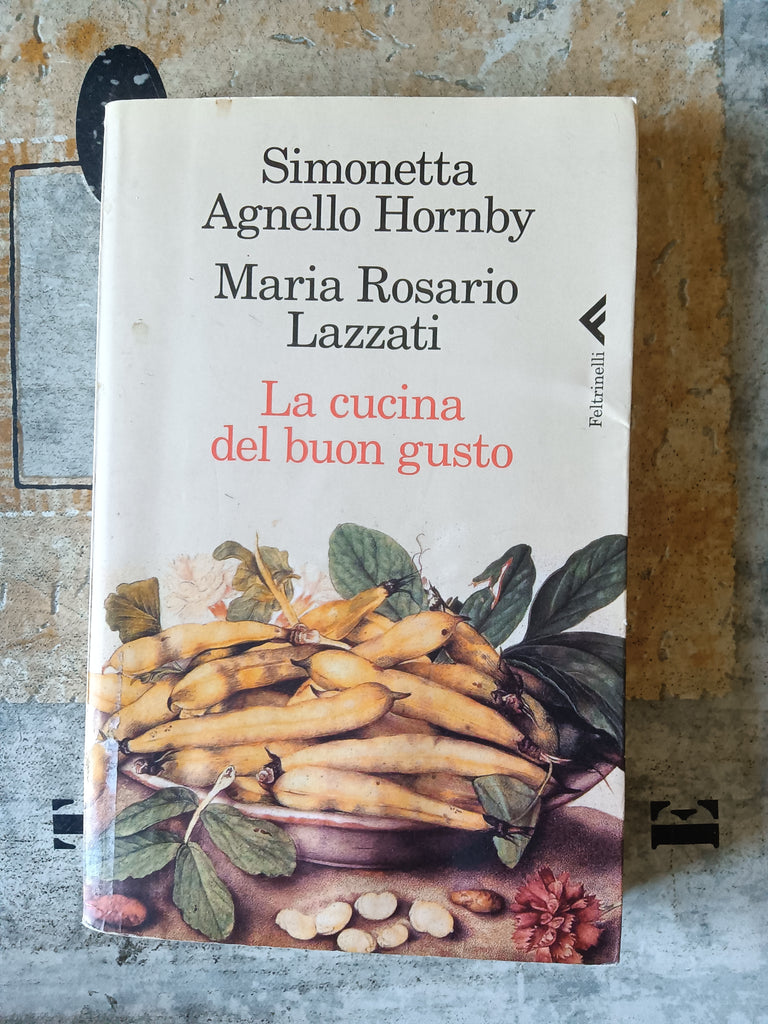 Simonetta
Agnello Hornby
Maria Rosario
Lazzati
Feltrinelli
La cucina
del buon gusto
T
E